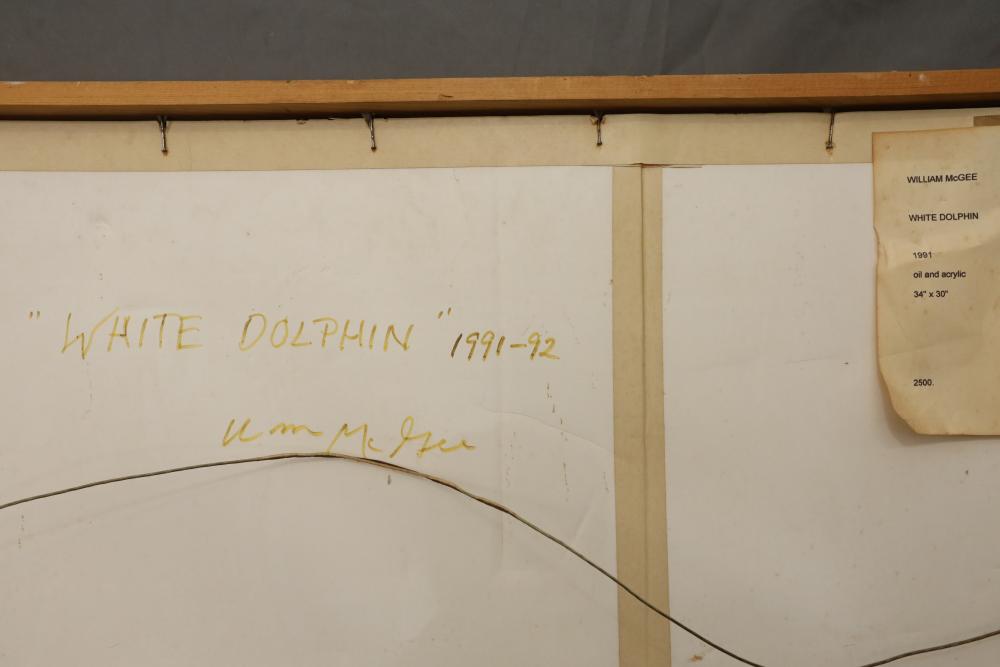 "WHITE DOLPHIN" 1991-92
Wm McGee
WILLIAM McGEE
WHITE DOLPHIN
1991
oil and acrylic
34" x 30"
2500.